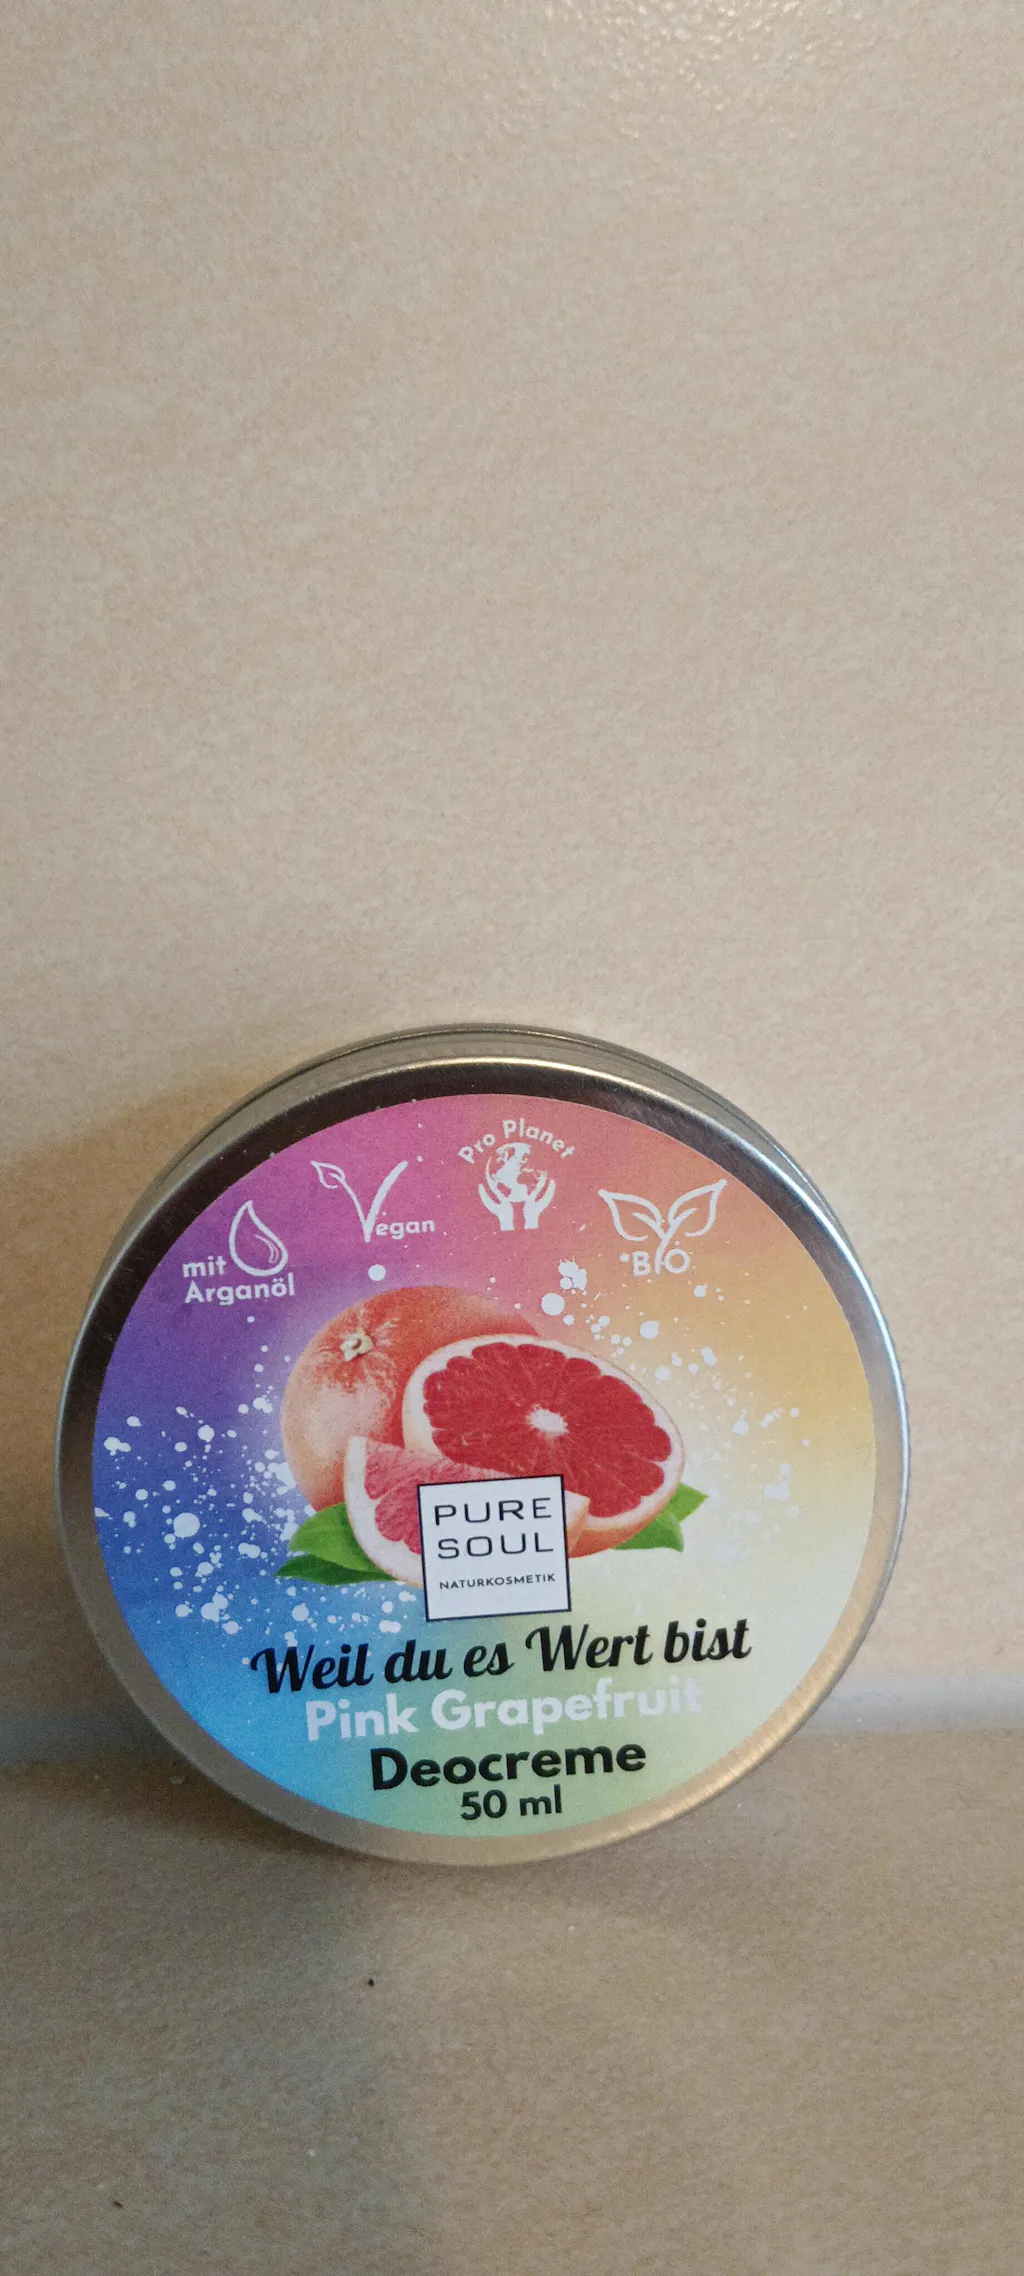 Pro Planet
Vegan
mit
Arganöl
*BIO
PURE
SOUL
NATURKOSMETIK
Weil du es Wert bist
Pink Grapefruit
Deocreme
50 ml